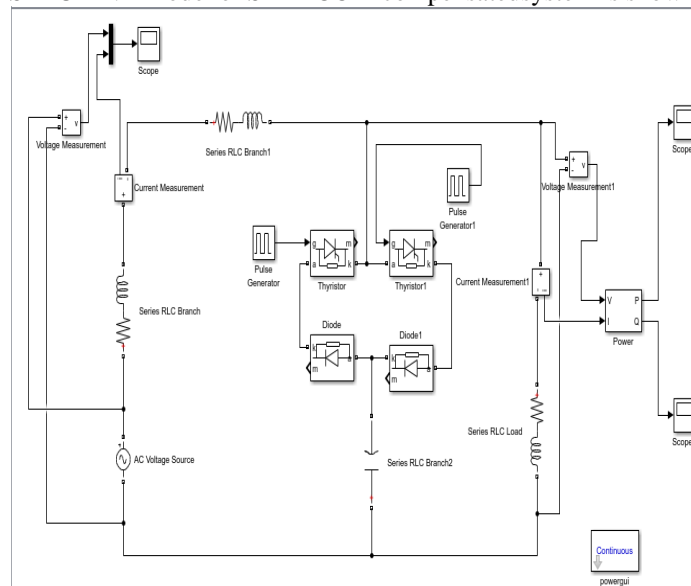 Scope
+
-
v
Voltage Measurement
Series RLC Branch1
Scope
+
-
v
Voltage Measurement1
Current Measurement
+
Pulse
Generator1
g
m
a
k
Thyristor
g
m
a
k
Thyristor1
Pulse
Generator
Current Measurement1
+
Series RLC Branch
Diode
k
a
m
Diode1
k
a
m
V
P
I
Q
Power
Series RLC Load
Scope
AC Voltage Source
Series RLC Branch2
Continuous
powergui